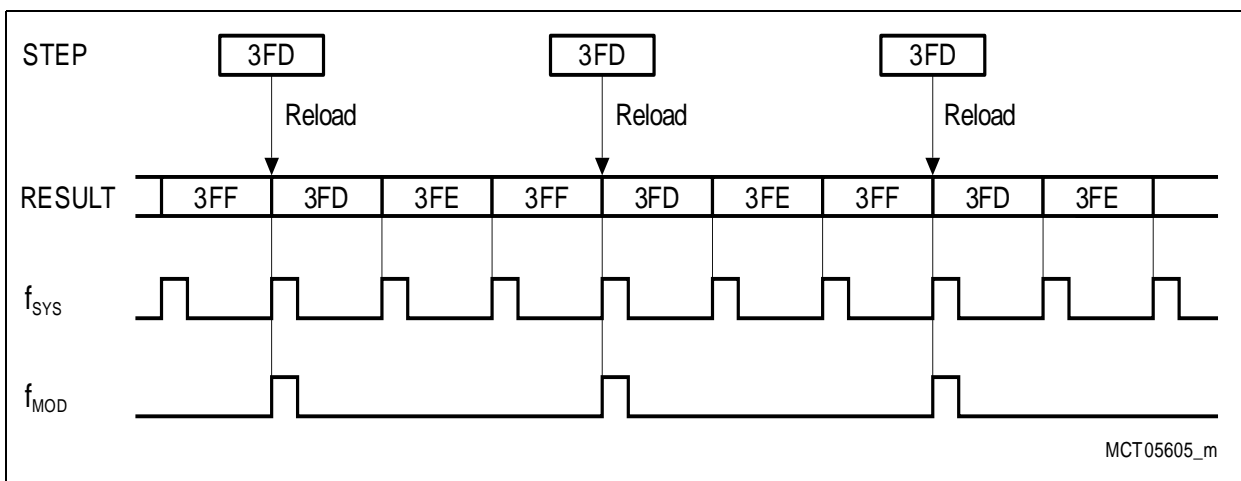 STEP 3FD 3FD 3FD
Reload Reload Reload
RESULT 3FF 3FD 3FE 3FF 3FD 3FE 3FF 3FD 3FE
fSYS
fMOD
MCT05605_m